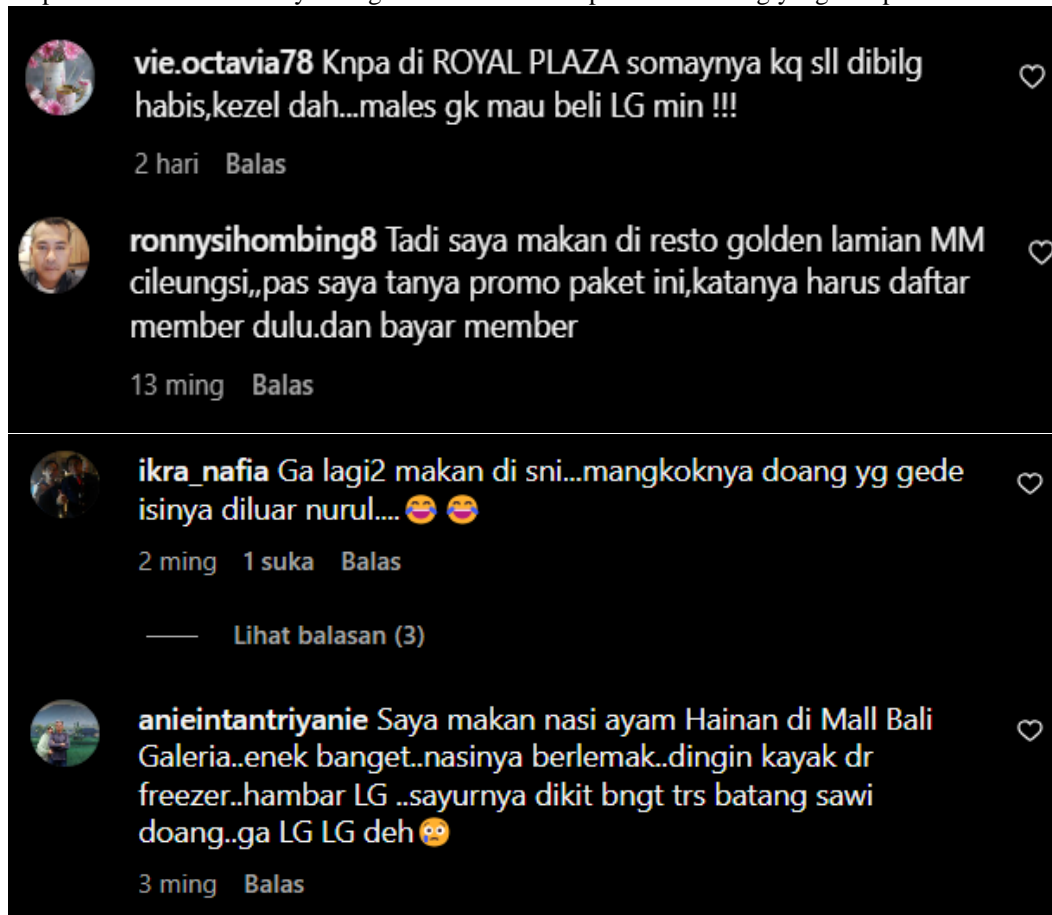 vie.octavia78 Knpa di ROYAL PLAZA somaynya kq sll dibilg
habis,kezel dah...males gk mau beli LG min !!!
2 hari Balas
ronnysihombing8 Tadi saya makan di resto golden lamian MM
cileungsi,,pas saya tanya promo paket ini,katanya harus daftar
member dulu.dan bayar member
13 ming Balas
ikra_nafia Ga lagi2 makan di sni...mangkoknya doang yg gede
isinya diluar nurul....😂 😂
2 ming 1 suka Balas
Lihat balasan (3)
anieintantriyanie Saya makan nasi ayam Hainan di Mall Bali
Galeria..enek banget..nasinya berlemak..dingin kayak dr
freezer..hambar LG ..sayurnya dikit bngt trs batang sawi
doang..ga LG LG deh😢
3 ming Balas